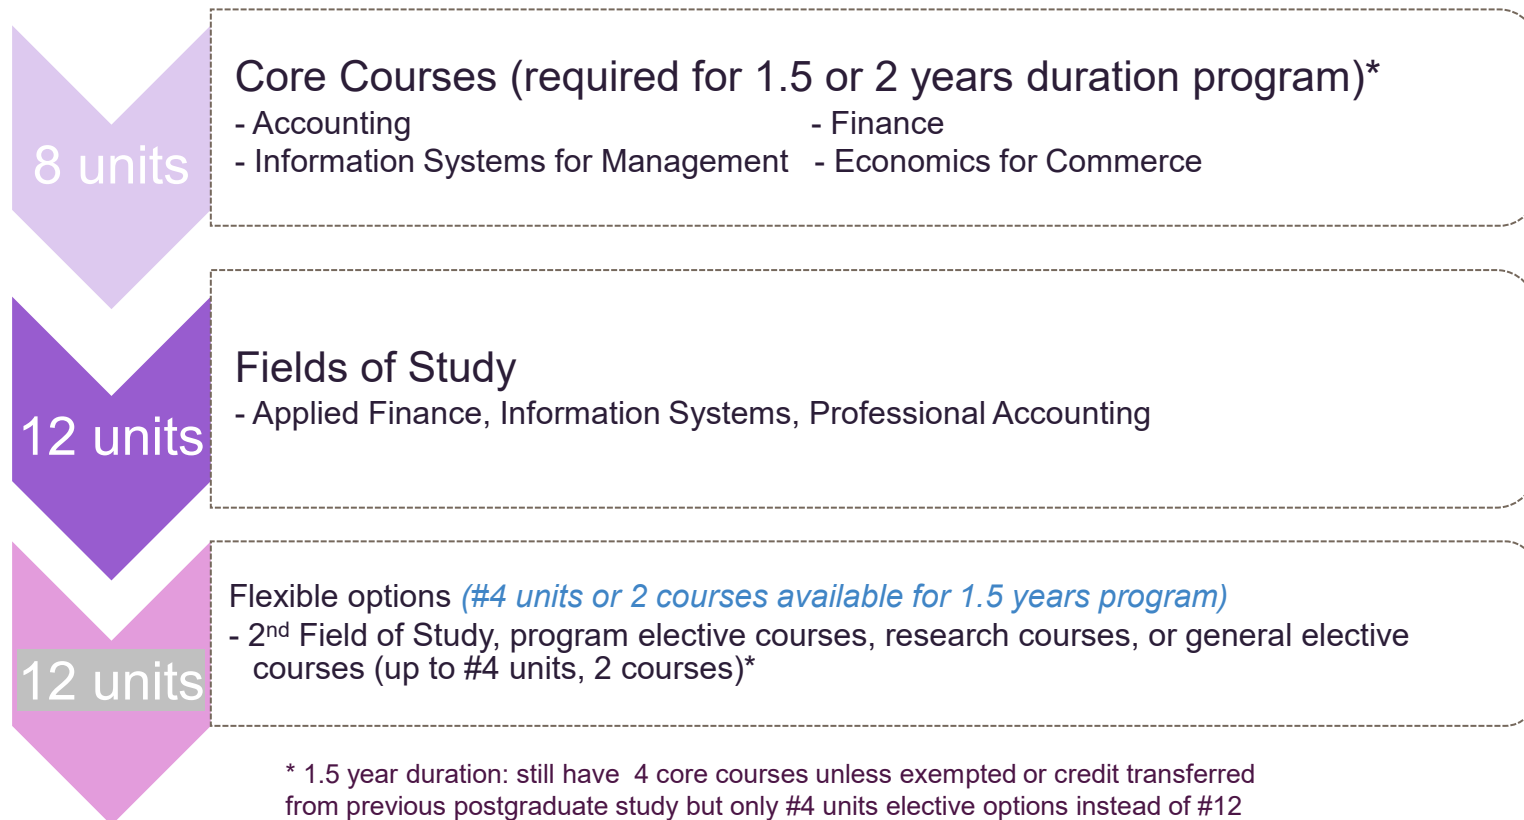 8 units
Core Courses (required for 1.5 or 2 years duration program)*
- Accounting - Finance
- Information Systems for Management - Economics for Commerce
12 units
Fields of Study
- Applied Finance, Information Systems, Professional Accounting
12 units
Flexible options (#4 units or 2 courses available for 1.5 years program)
- 2nd Field of Study, program elective courses, research courses, or general elective
courses (up to #4 units, 2 courses)*
* 1.5 year duration: still have 4 core courses unless exempted or credit transferred
from previous postgraduate study but only #4 units elective options instead of #12